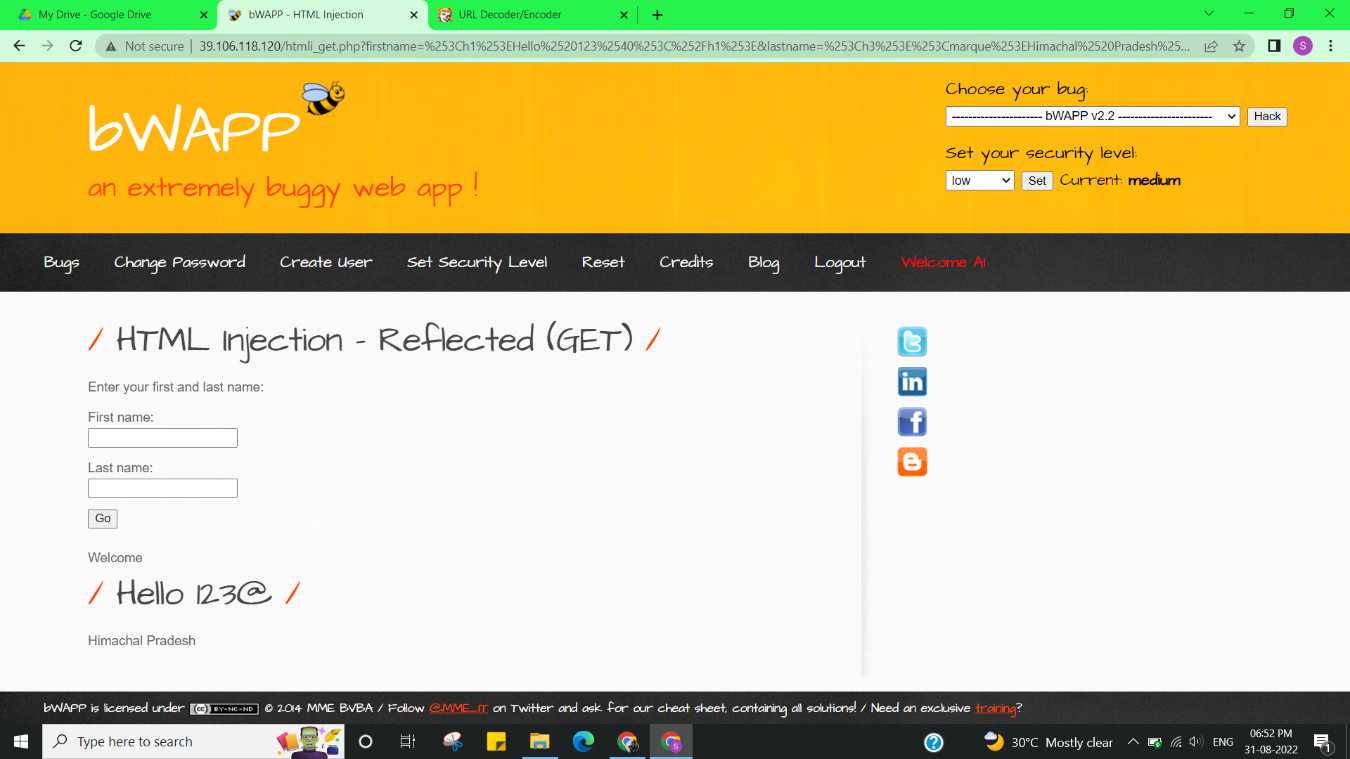 My Drive - Google Drive
bWAPP - HTML Injection
URL Decoder/Encoder
Not secure
39.106.118.120/htmli_get.php?firstname=%253Ch1%253EHello%2520123%2540%253C%252Fh1%253E&lastname=%253Ch3%253E%253Cmarque%253EHimachal%2520Pradesh%25...
S
bWAPP
an extremely buggy web app !
Choose your bug:
---------------------- bWAPP v2.2 -----------------------
Hack
Set your security level:
low
Set
Current: medium
Bugs
Change Password
Create User
Set Security Level
Reset
Credits
Blog
Logout
Welcome AI
/ HTML Injection - Reflected (GET) /
Enter your first and last name:
First name:
Last name:
Go
Welcome
/ Hello 123@ /
Himachal Pradesh
bWAPP is licensed under (cc) BY-NC-ND © 2014 MME BVBA / Follow @MME_IT on Twitter and ask for our cheat sheet, containing all solutions! / Need an exclusive training?
Type here to search
30°C Mostly clear
ENG
06:52 PM
31-08-2022
1